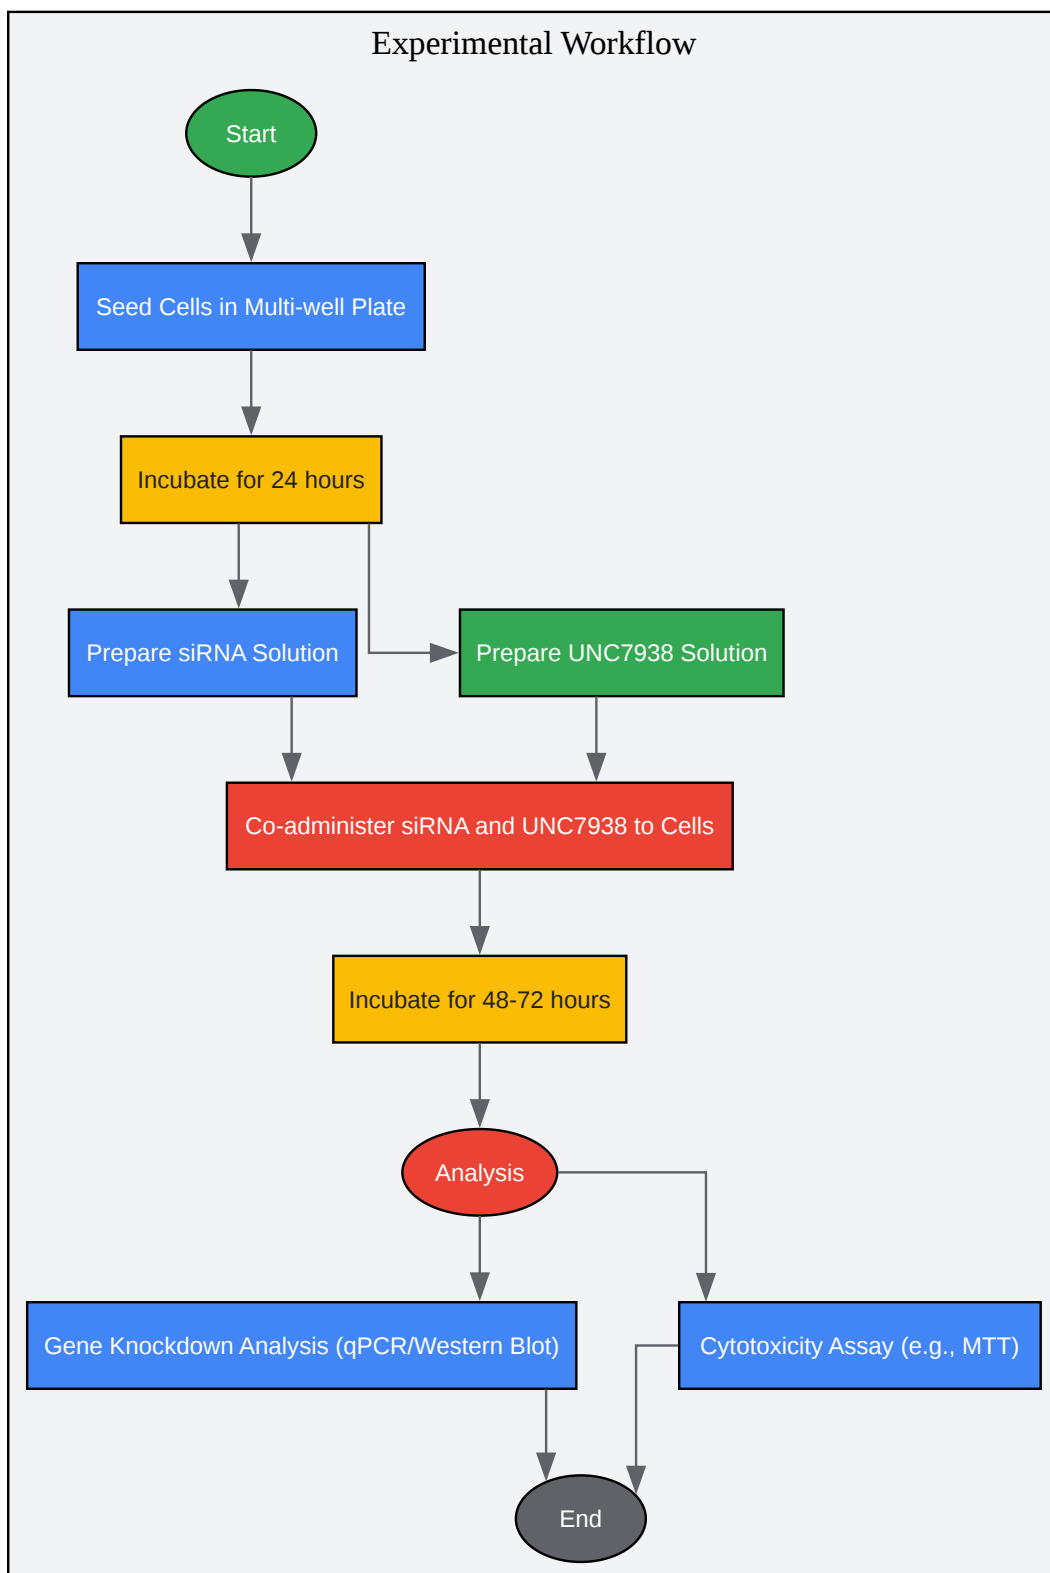 Experimental Workflow
Start
Seed Cells in Multi-well Plate
Incubate for 24 hours
Prepare siRNA Solution
Prepare UNC7938 Solution
Co-administer siRNA and UNC7938 to Cells
Incubate for 48-72 hours
Analysis
Gene Knockdown Analysis (qPCR/Western Blot)
Cytotoxicity Assay (e.g., MTT)
End